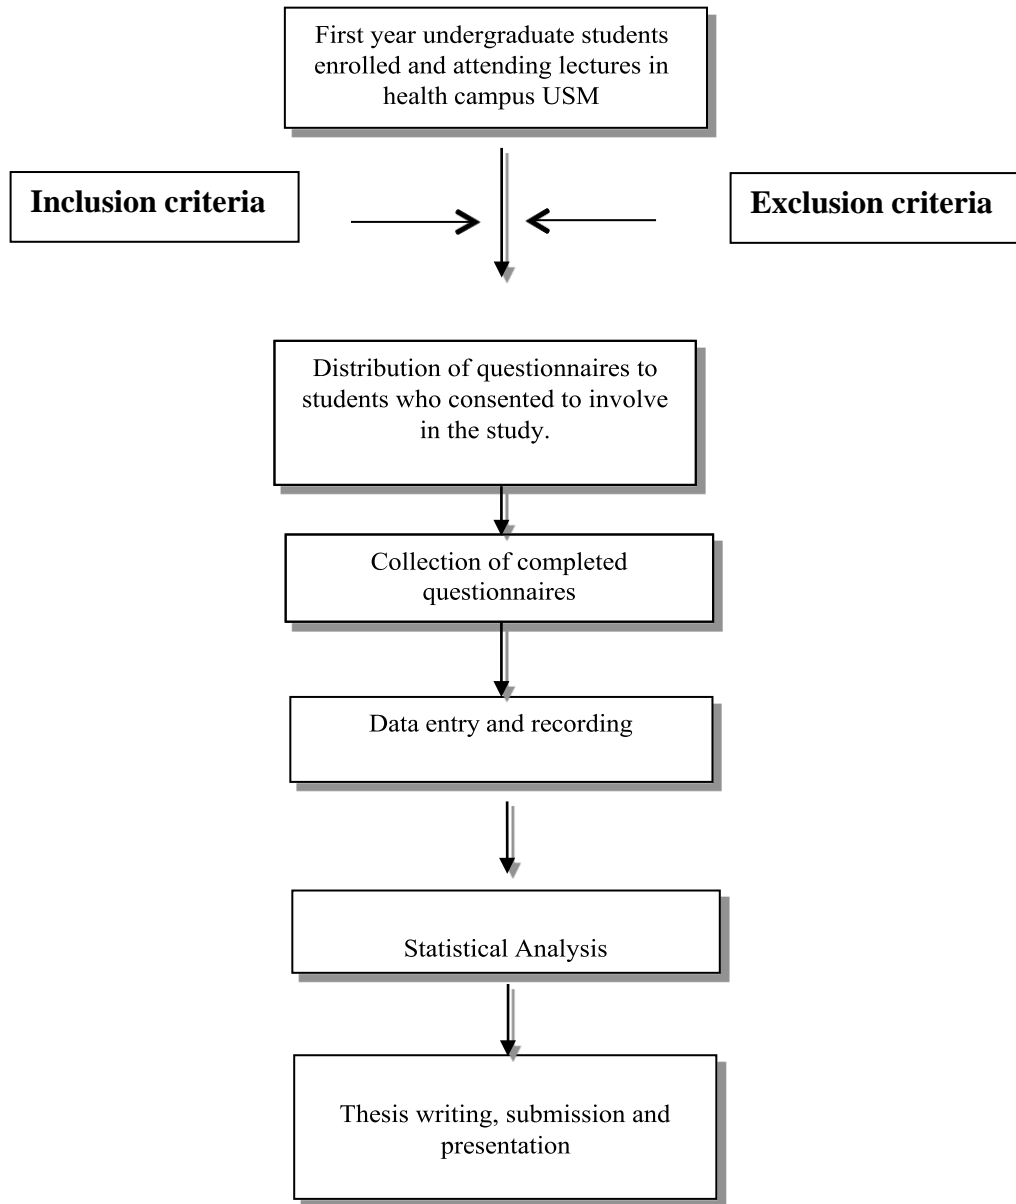 First year undergraduate students
enrolled and attending lectures in
health campus USM
Inclusion criteria
Exclusion criteria
Distribution of questionnaires to
students who consented to involve
in the study.
Collection of completed
questionnaires
Data entry and recording
Statistical Analysis
Thesis writing, submission and
presentation